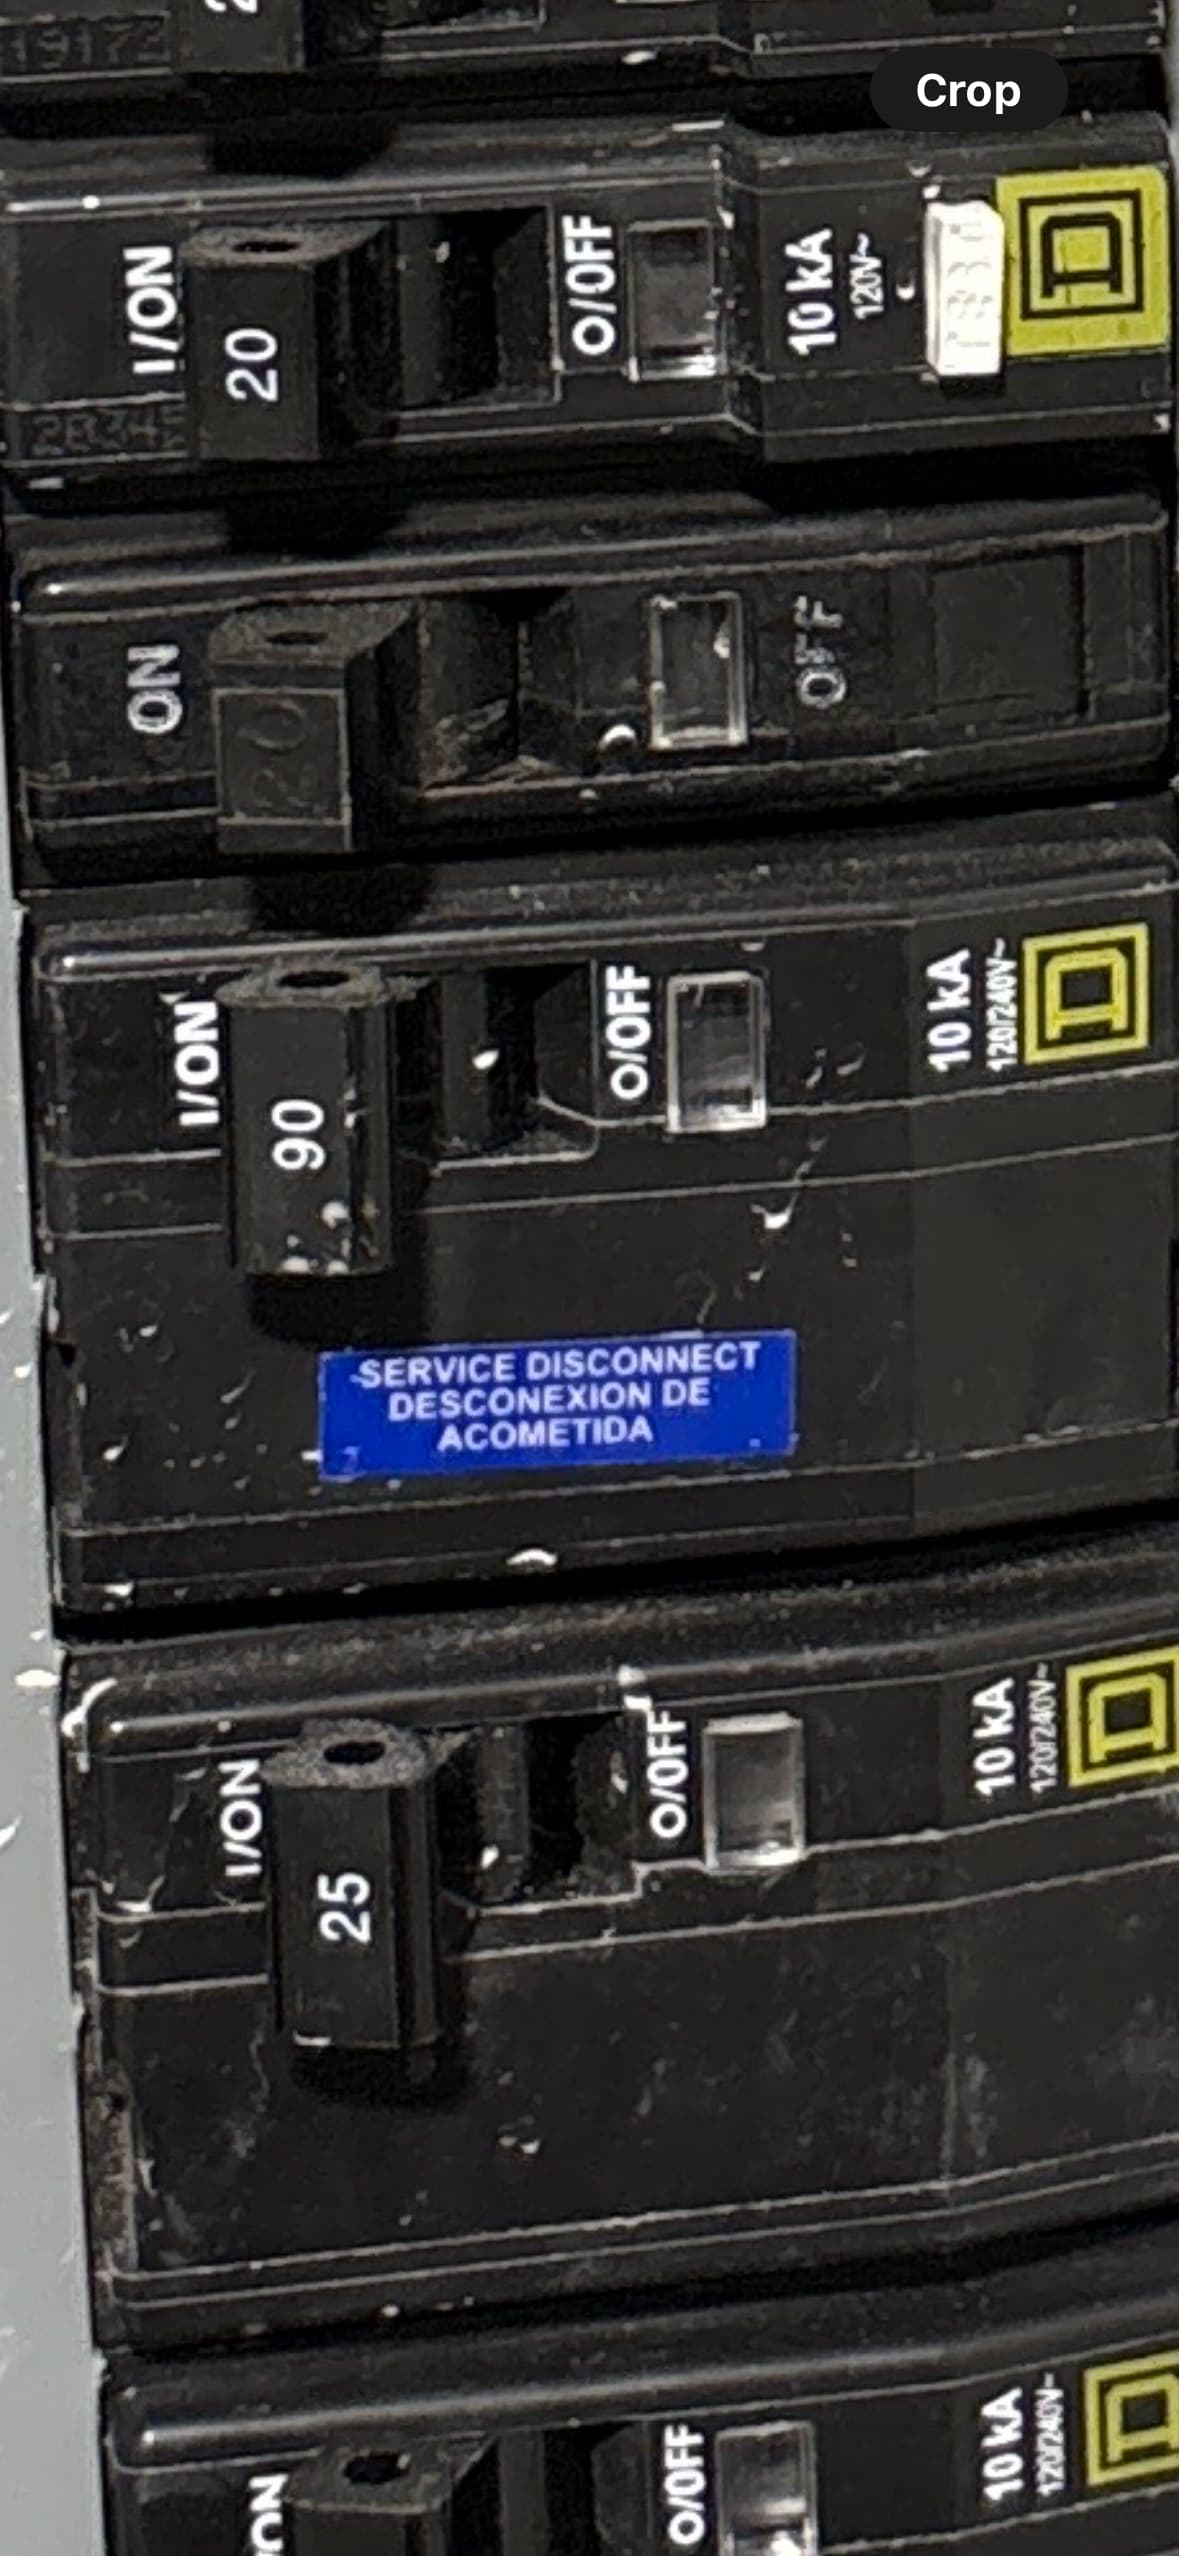 Crop
I/ON
20
O/OFF
10 kA
120V~
ON
20
OFF
I/ON
90
O/OFF
10 kA
120/240V~
D
SERVICE DISCONNECT
DESCONEXION DE
ACOMETIDA
I/ON
25
O/OFF
10 kA
120/240V~
D
O/OFF
10 kA
120/240V~
D